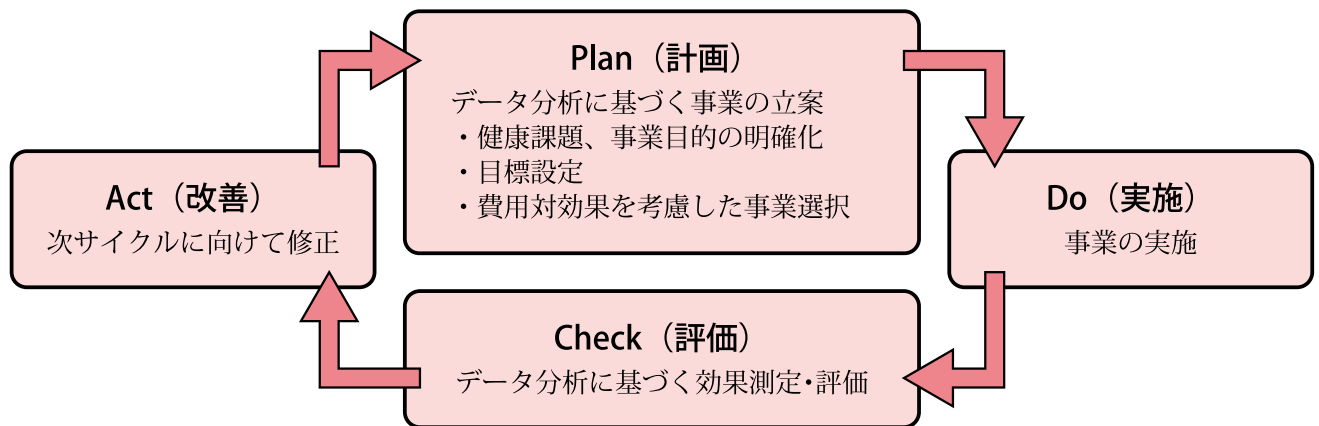 Plan（計画）
データ分析に基づく事業の立案
・健康課題、事業目的の明確化
・目標設定
・費用対効果を考慮した事業選択
Do（実施）
事業の実施
Check（評価）
データ分析に基づく効果測定・評価
Act（改善）
次サイクルに向けて修正